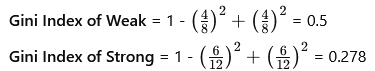 Gini Index of Weak = 1 - (4/8)² + (4/8)² = 0.5
Gini Index of Strong = 1 - (6/12)² + (6/12)² = 0.278